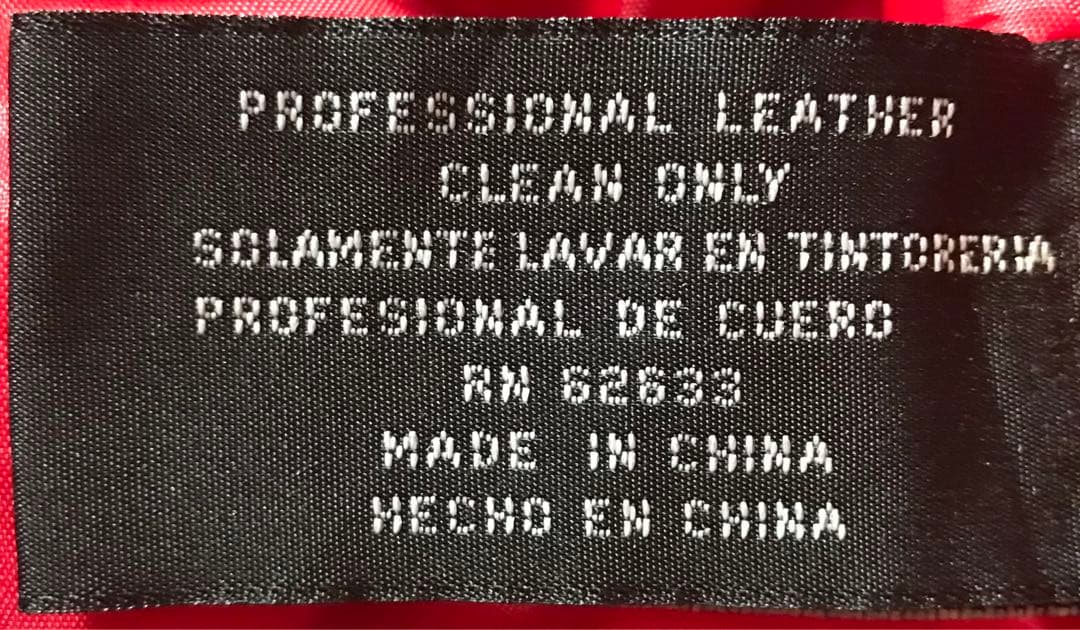 PROFESSIONAL LEATHER
CLEAN ONLY
SOLAMENTE LAVAR EN TINTORERIA
PROFESIONAL DE CUERO
RN 62633
MADE IN CHINA
HECHO EN CHINA